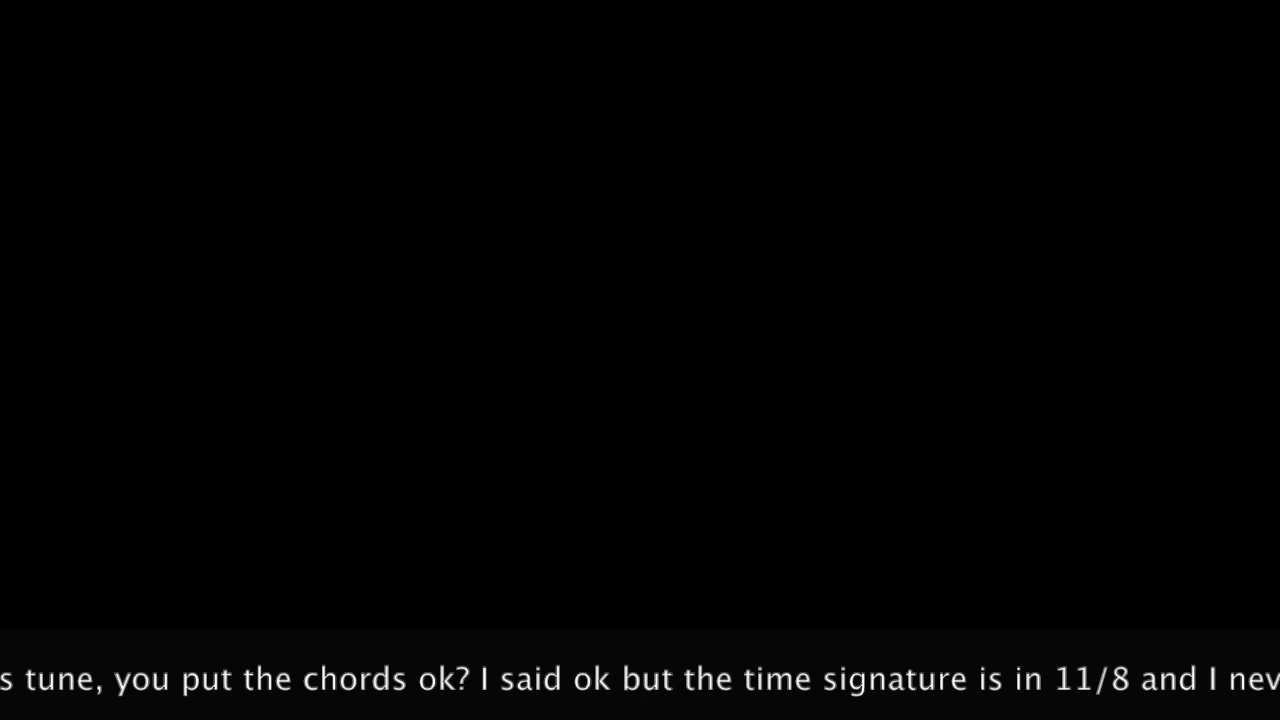 s tune, you put the chords ok? I said ok but the time signature is in 11/8 and I nev